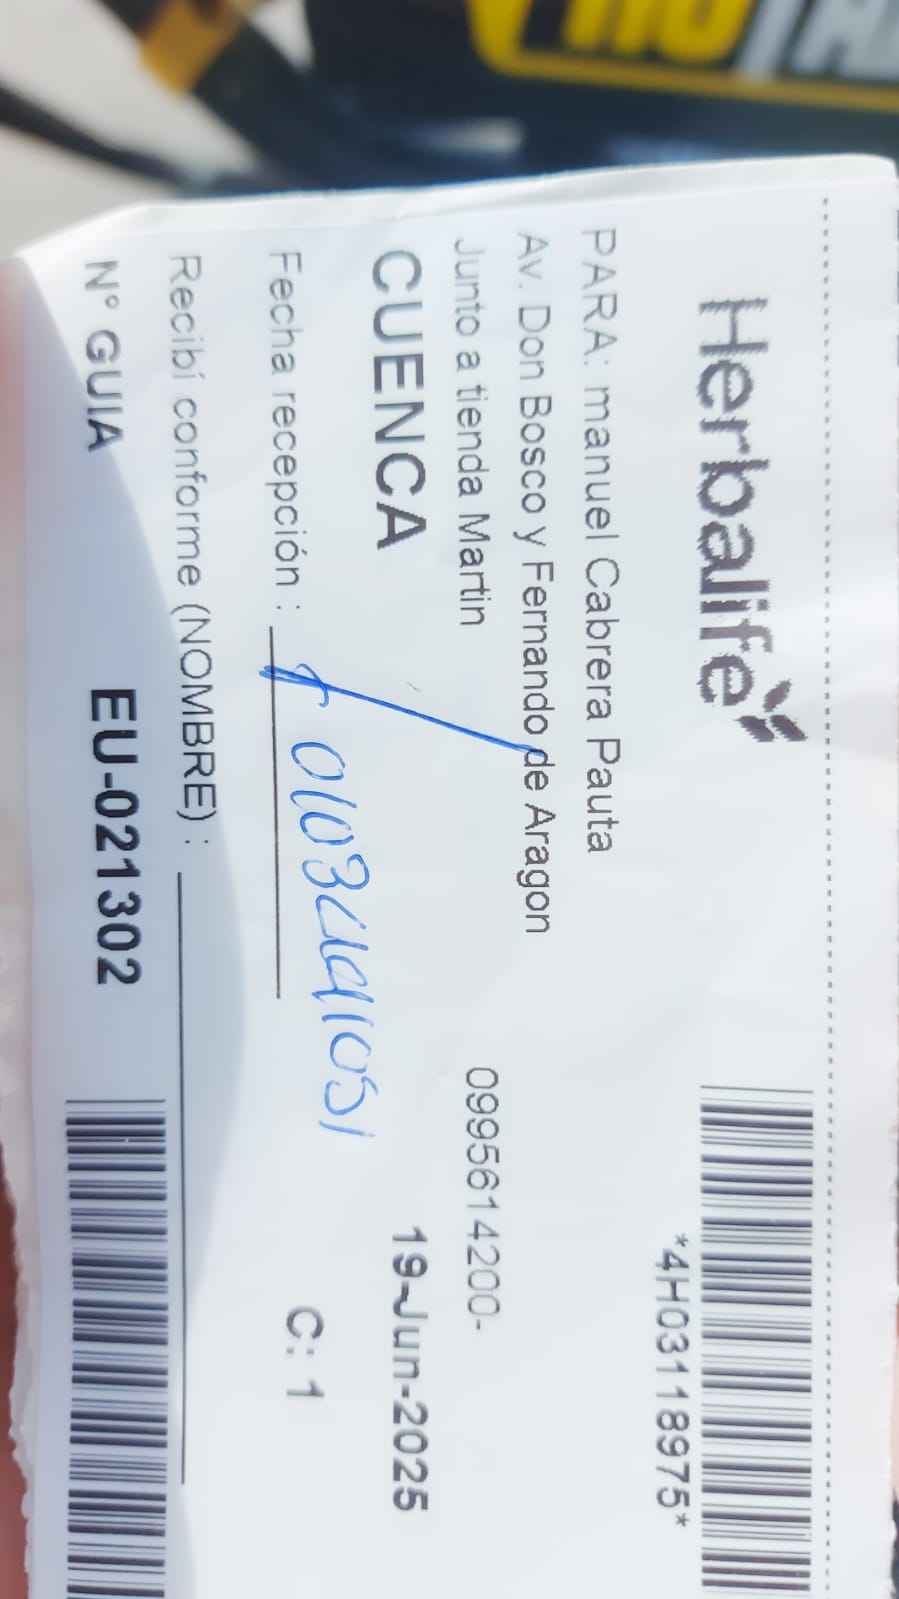 Herbalife
*4H03118975*
PARA: manuel Cabrera Pauta
Av. Don Bosco y Fernando de Aragon
Junto a tienda Martin
0995614200-
CUENCA
19-Jun-2025
Fecha recepción :
C: 1
Recibí conforme (NOMBRE) :
N° GUIA
EU-021302